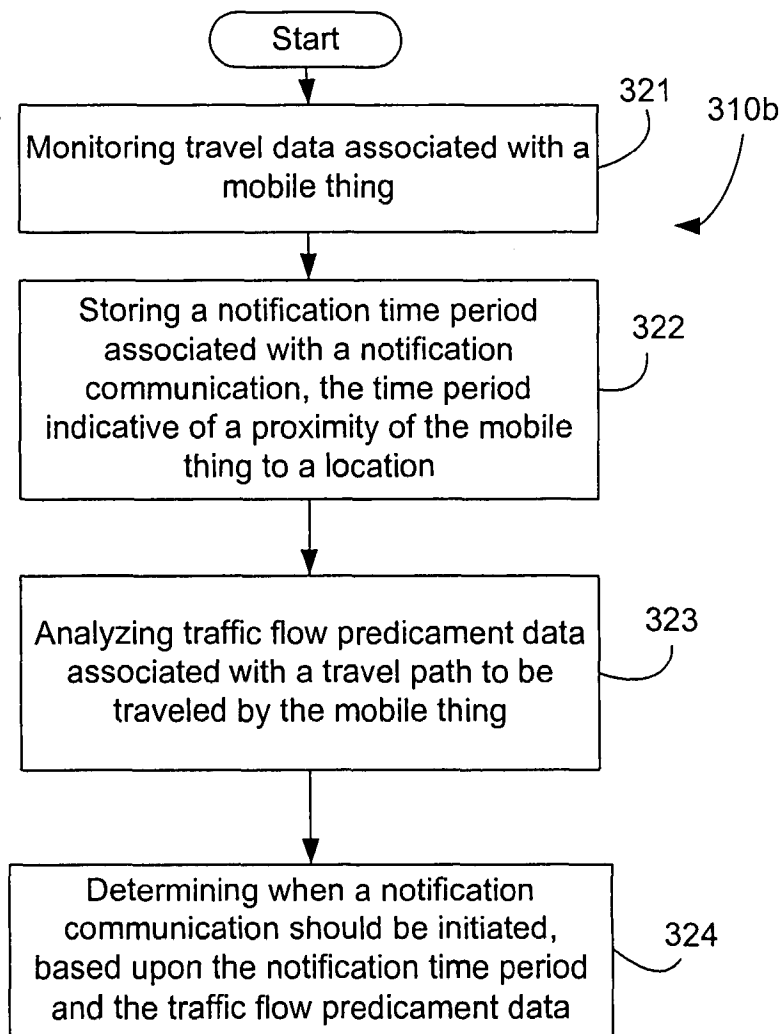 Start
321
310b
Monitoring travel data associated with a
mobile thing
Storing a notification time period
associated with a notification
communication, the time period
indicative of a proximity of the mobile
thing to a location
322
Analyzing traffic flow predicament data
associated with a travel path to be
traveled by the mobile thing
323
Determining when a notification
communication should be initiated,
based upon the notification time period
and the traffic flow predicament data
324